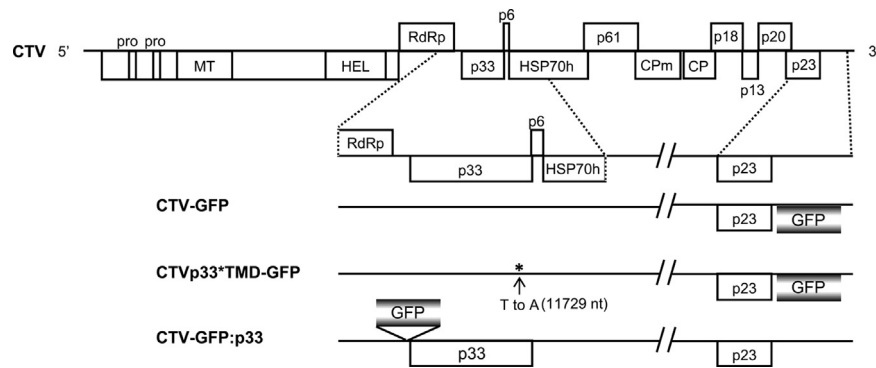 p6
RdRp
p61
p18
p20
pro pro
CTV 5' 3
MT
HEL
p33
HSP70h
CPm
CP
p23
p13
p6
RdRp
p33
HSP70h
p23
CTV-GFP
p23
GFP
CTVp33*TMD-GFP
*
p23
GFP
T to A (11729 nt)
GFP
CTV-GFP:p33
p33
p23